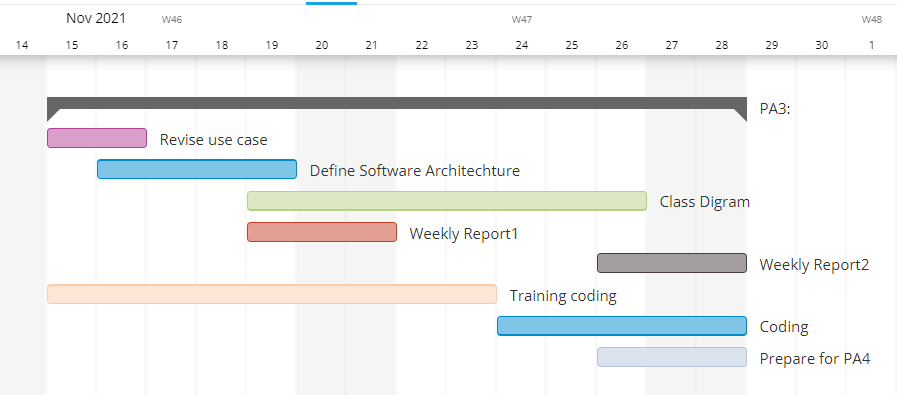 Nov 2021 W46 W47 W48
14 15 16 17 18 19 20 21 22 23 24 25 26 27 28 29 30 1
PA3:
Revise use case
Define Software Architechture
Class Digram
Weekly Report1
Weekly Report2
Training coding
Coding
Prepare for PA4